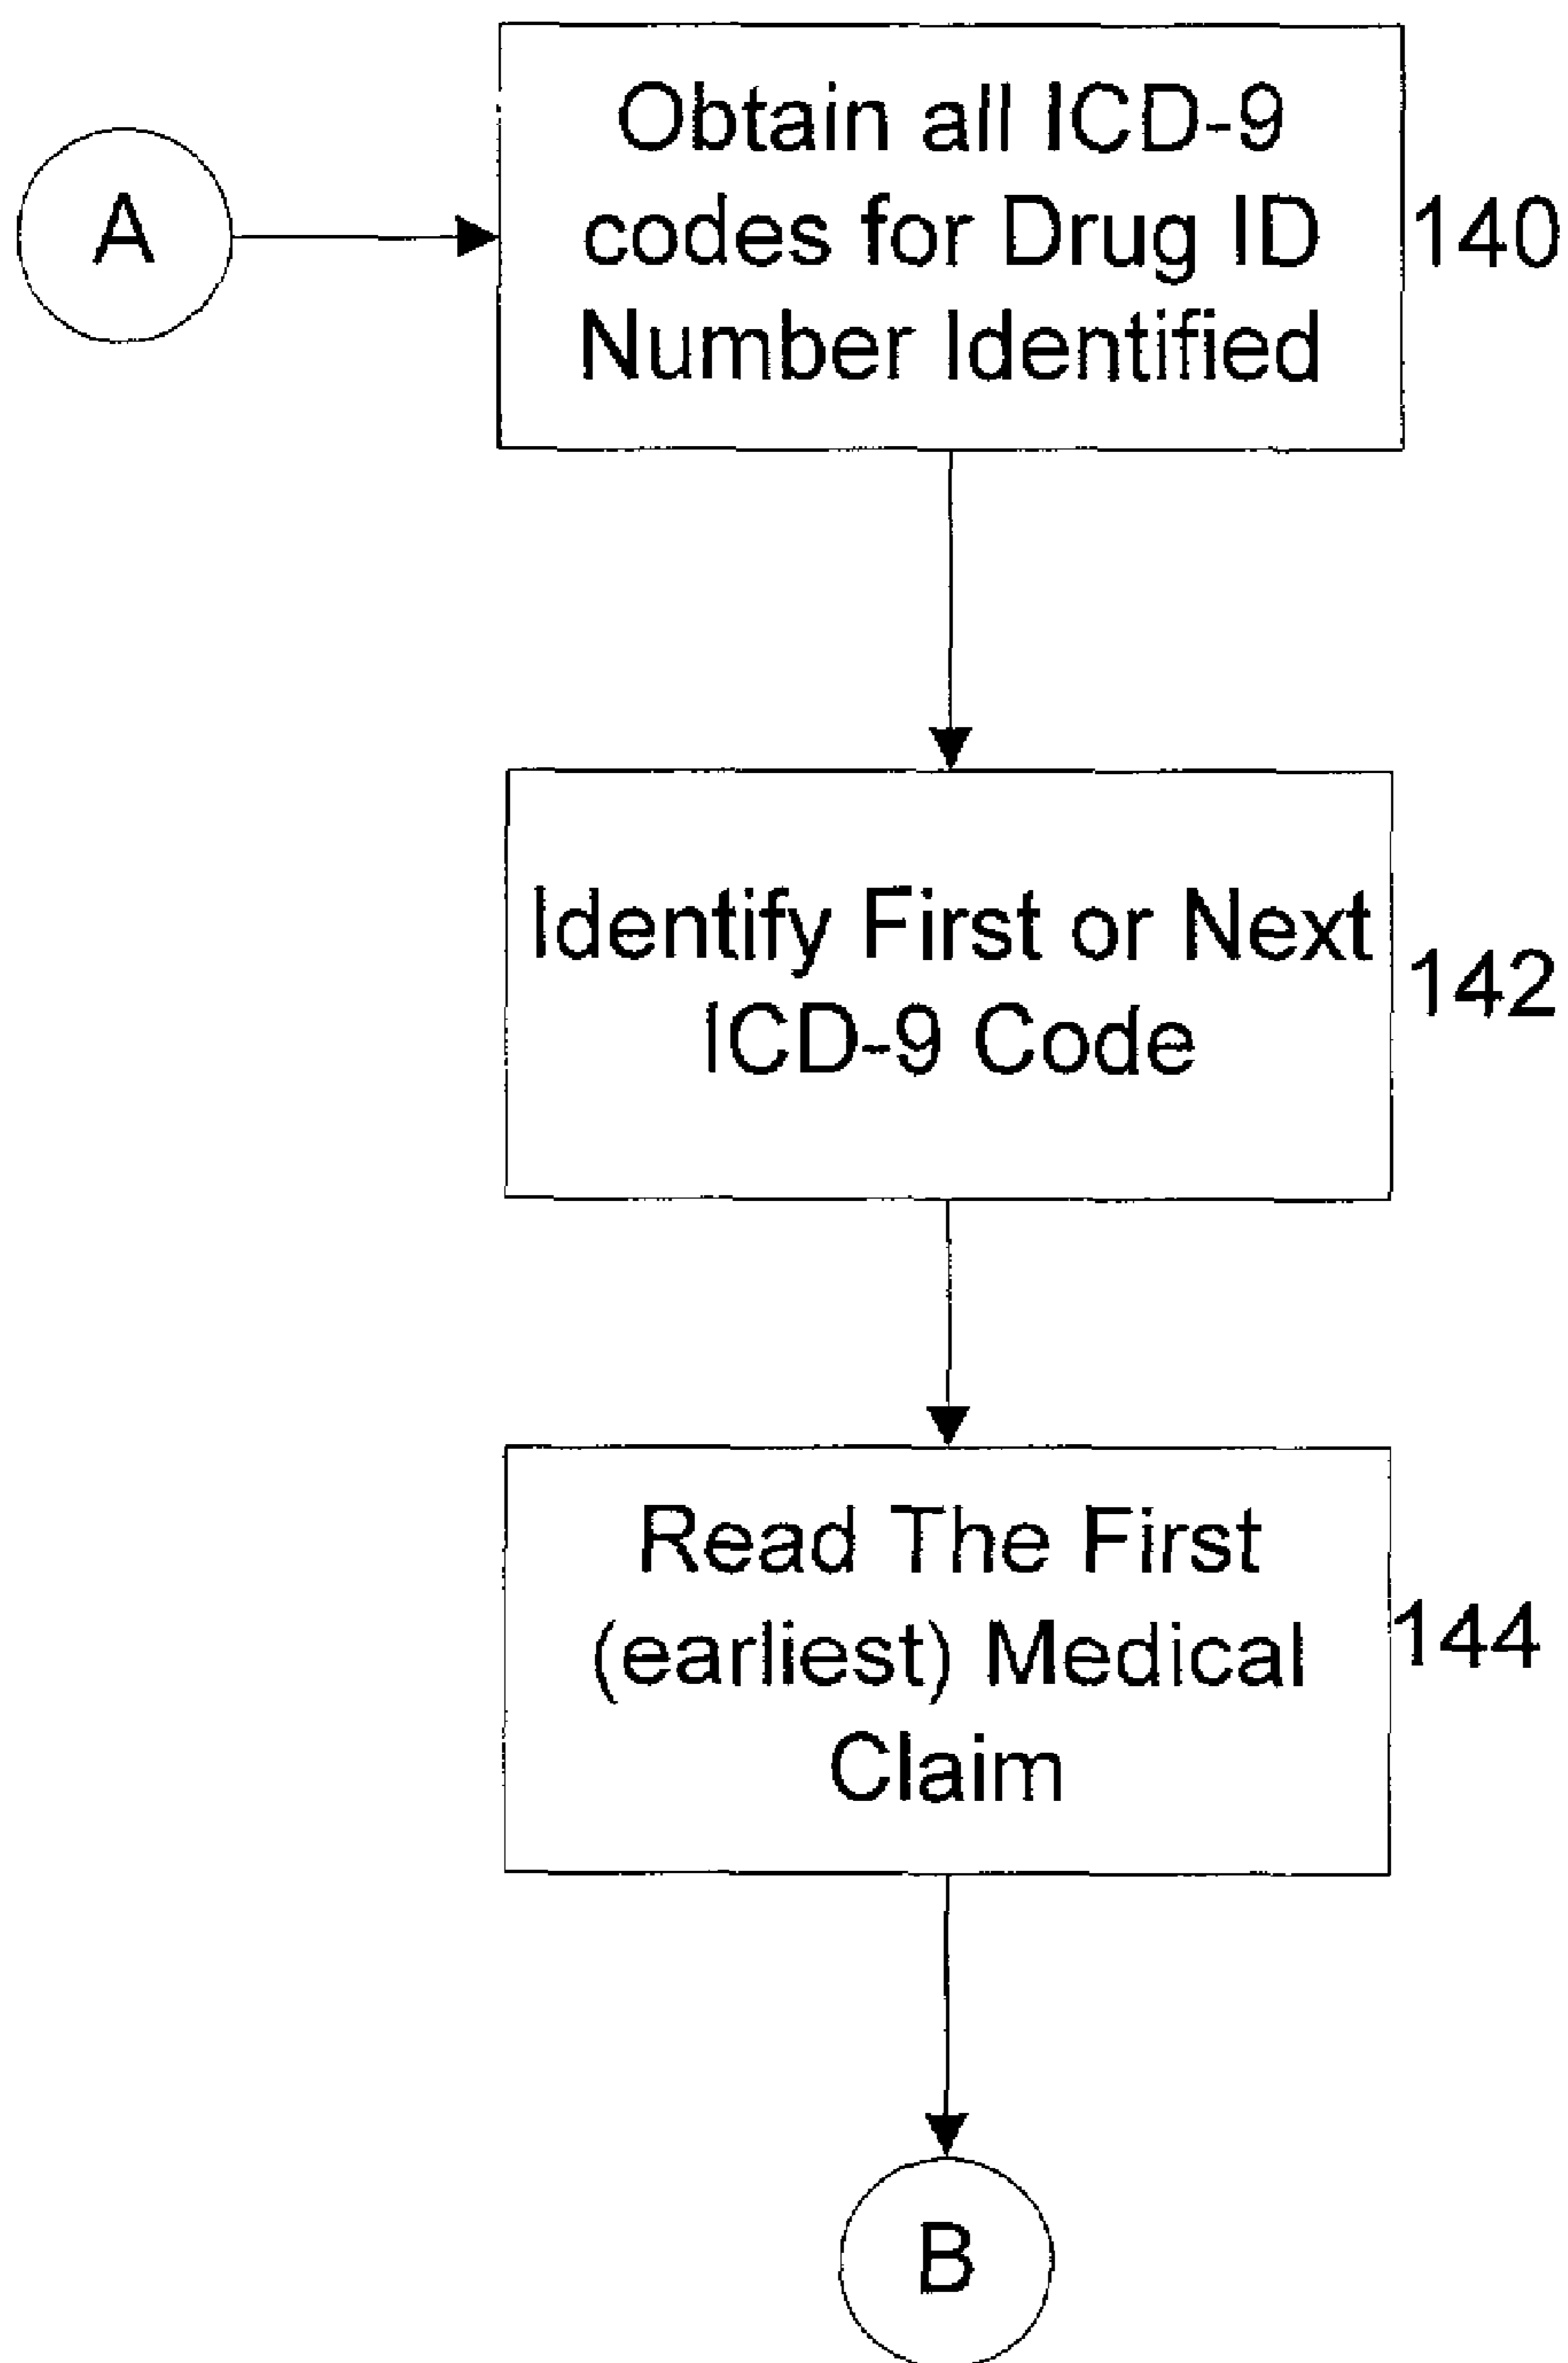 A
Obtain all ICD-9
codes for Drug ID
Number Identified
140
Identify First or Next
ICD-9 Code
142
Read The First
(earliest) Medical
Claim
144
B